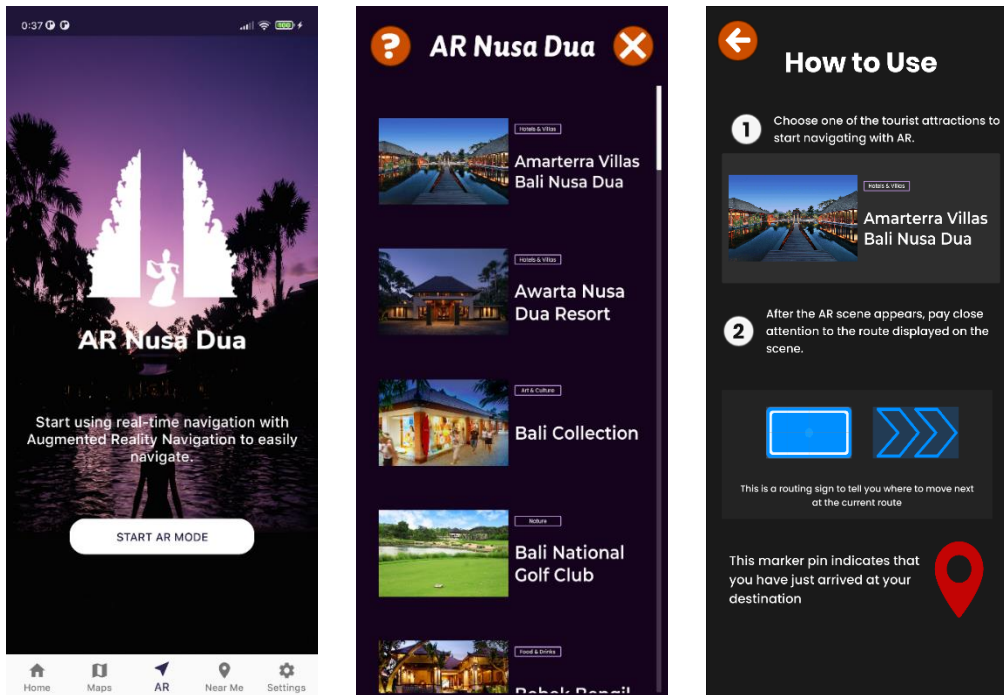 0:37
AR Nusa Dua
Start using real-time navigation with
Augmented Reality Navigation to easily
navigate.
START AR MODE
Home
Maps
AR
Near Me
Settings
?
AR Nusa Dua
Hotels & Villas
Amarterra Villas
Bali Nusa Dua
Hotels & Villas
Awarta Nusa
Dua Resort
Art & Culture
Bali Collection
Nature
Bali National
Golf Club
Food & Drinks
Bebek Bengil
How to Use
1
Choose one of the tourist attractions to
start navigating with AR.
Hotels & Villas
Amarterra Villas
Bali Nusa Dua
2
After the AR scene appears, pay close
attention to the route displayed on the
scene.
This is a routing sign to tell you where to move next
at the current route
This marker pin indicates that
you have just arrived at your
destination